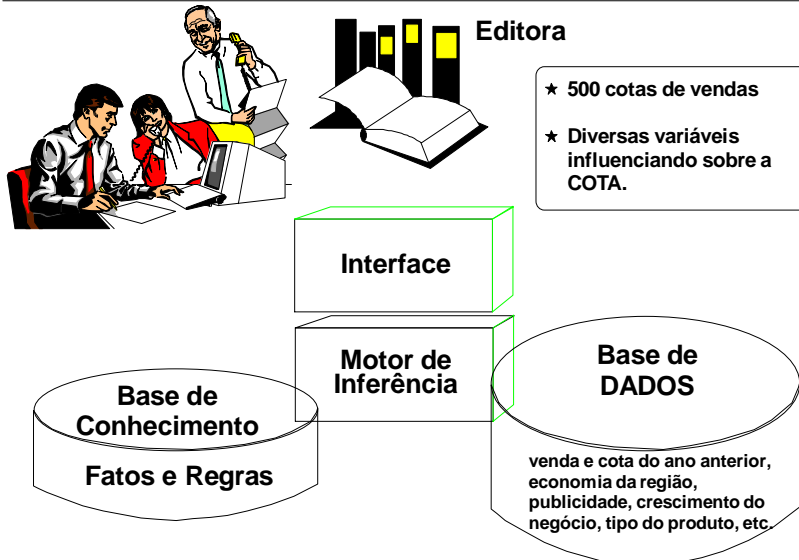 Editora
★ 500 cotas de vendas
★ Diversas variáveis
influenciando sobre a
COTA.
Interface
Motor de
Inferência
Base de
DADOS
Base de
Conhecimento
Fatos e Regras
venda e cota do ano anterior,
economia da região,
publicidade, crescimento do
negócio, tipo do produto, etc.